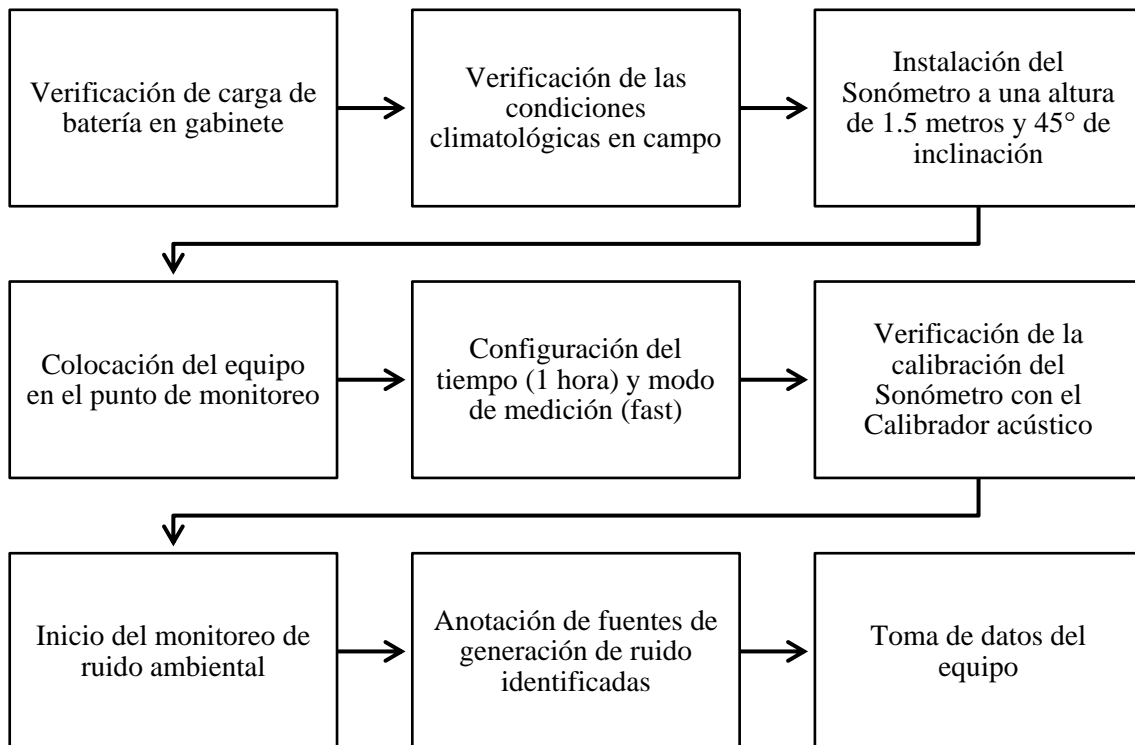 Verificación de carga de
batería en gabinete
Verificación de las
condiciones
climatológicas en campo
Instalación del
Sonómetro a una altura
de 1.5 metros y 45° de
inclinación
Colocación del equipo
en el punto de monitoreo
Configuración del
tiempo (1 hora) y modo
de medición (fast)
Verificación de la
calibración del
Sonómetro con el
Calibrador acústico
Inicio del monitoreo de
ruido ambiental
Anotación de fuentes de
generación de ruido
identificadas
Toma de datos del
equipo